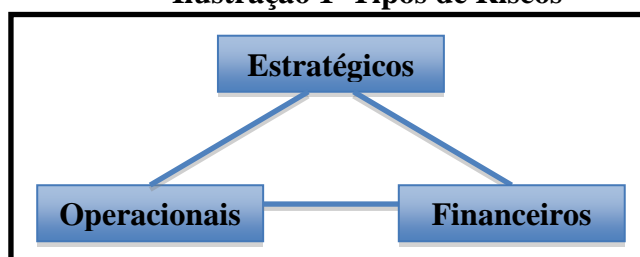 Ilustração 1- Tipos de Riscos
Estratégicos
Operacionais
Financeiros